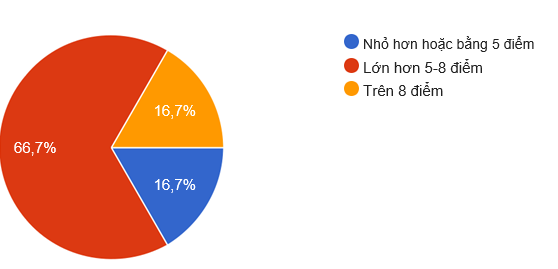 Nhỏ hơn hoặc bằng 5 điểm
Lớn hơn 5-8 điểm
Trên 8 điểm
16,7%
66,7%
16,7%